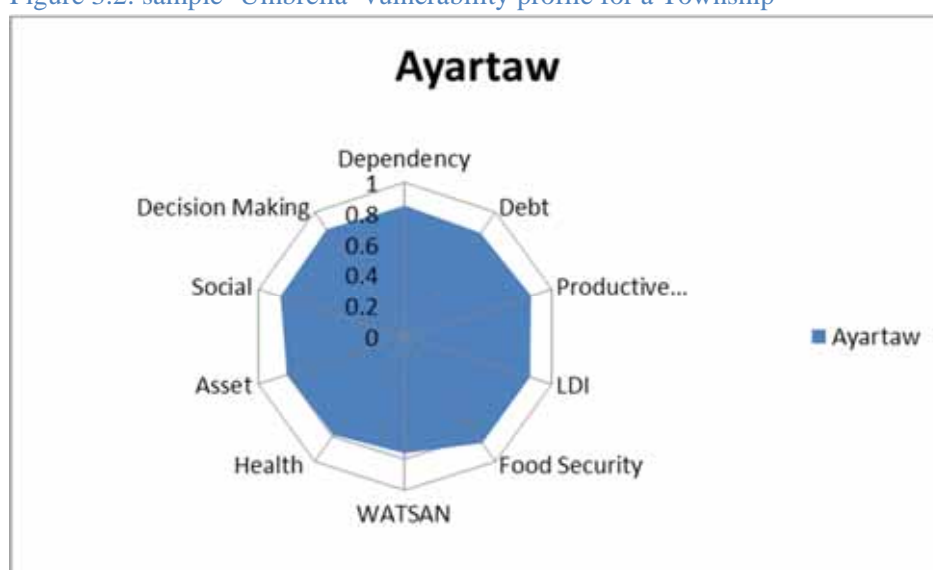 Figure 3.2: sample ‘Umbrella’ vulnerability profile for a Township
Ayartaw
Dependency
1
Decision Making
0.8
Debt
0.6
0.4
Social
Productive...
0.2
0
Ayartaw
Asset
LDI
Health
Food Security
WATSAN